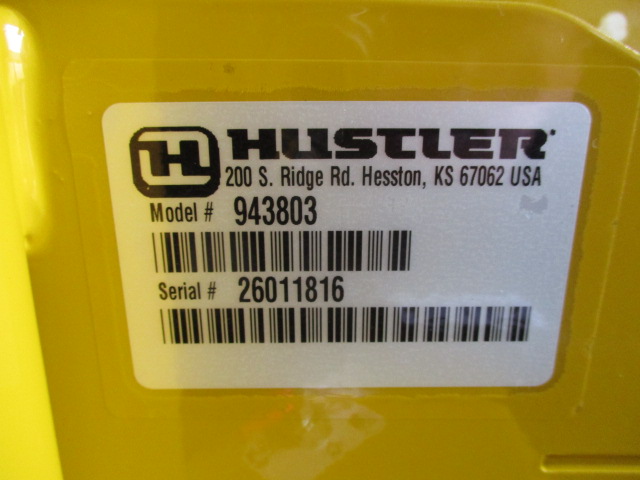 H HUSTLER
200 S. Ridge Rd. Hesston, KS 67062 USA
Model # 943803
Serial # 26011816